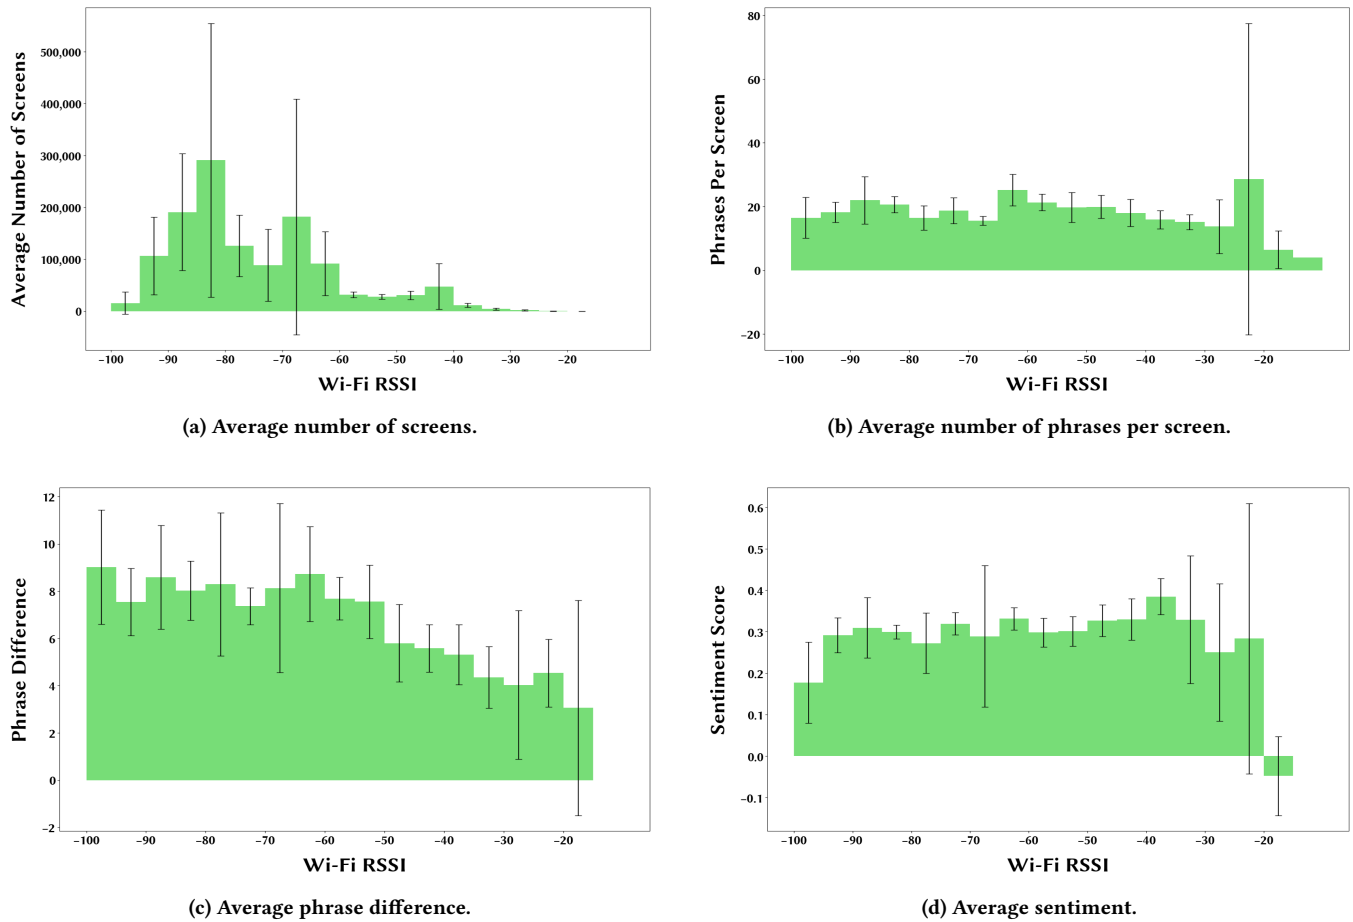 500,000
400,000
300,000
200,000
100,000
0
Average Number of Screens
−100 −90 −80 −70 −60 −50 −40 −30 −20
Wi-Fi RSSI
(a) Average number of screens.
80
60
40
20
0
−20
Phrases Per Screen
−100 −90 −80 −70 −60 −50 −40 −30 −20
Wi-Fi RSSI
(b) Average number of phrases per screen.
12
10
8
6
4
2
0
−2
Phrase Difference
−100 −90 −80 −70 −60 −50 −40 −30 −20
Wi-Fi RSSI
(c) Average phrase difference.
0.6
0.5
0.4
0.3
0.2
0.1
0.0
−0.1
Sentiment Score
−100 −90 −80 −70 −60 −50 −40 −30 −20
Wi-Fi RSSI
(d) Average sentiment.